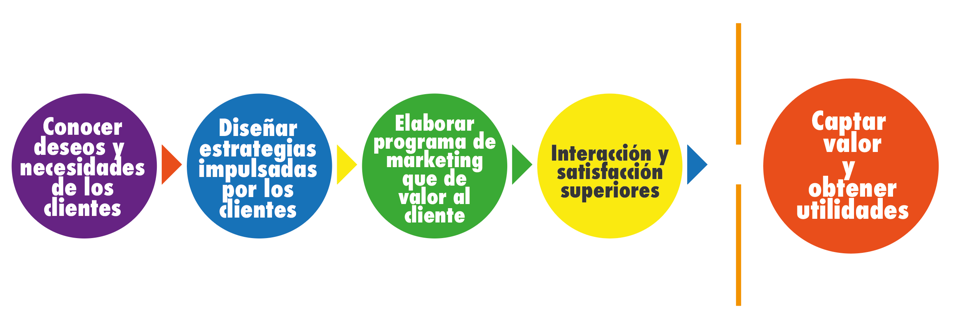 Conocer
deseos y
necesidades
de los
clientes
Diseñar
estrategias
impulsadas
por los
clientes
Elaborar
programa de
marketing
que de
valor al
cliente
Interacción y
satisfacción
superiores
Captar
valor
y
obtener
utilidades